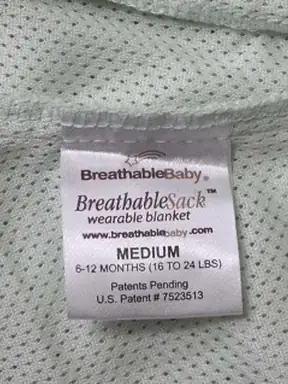 BreathableBaby.
BreathableSack™
wearable blanket
www.breathablebaby.com
MEDIUM
6-12 MONTHS (16 TO 24 LBS)
Patents Pending
U.S. Patent # 7523513